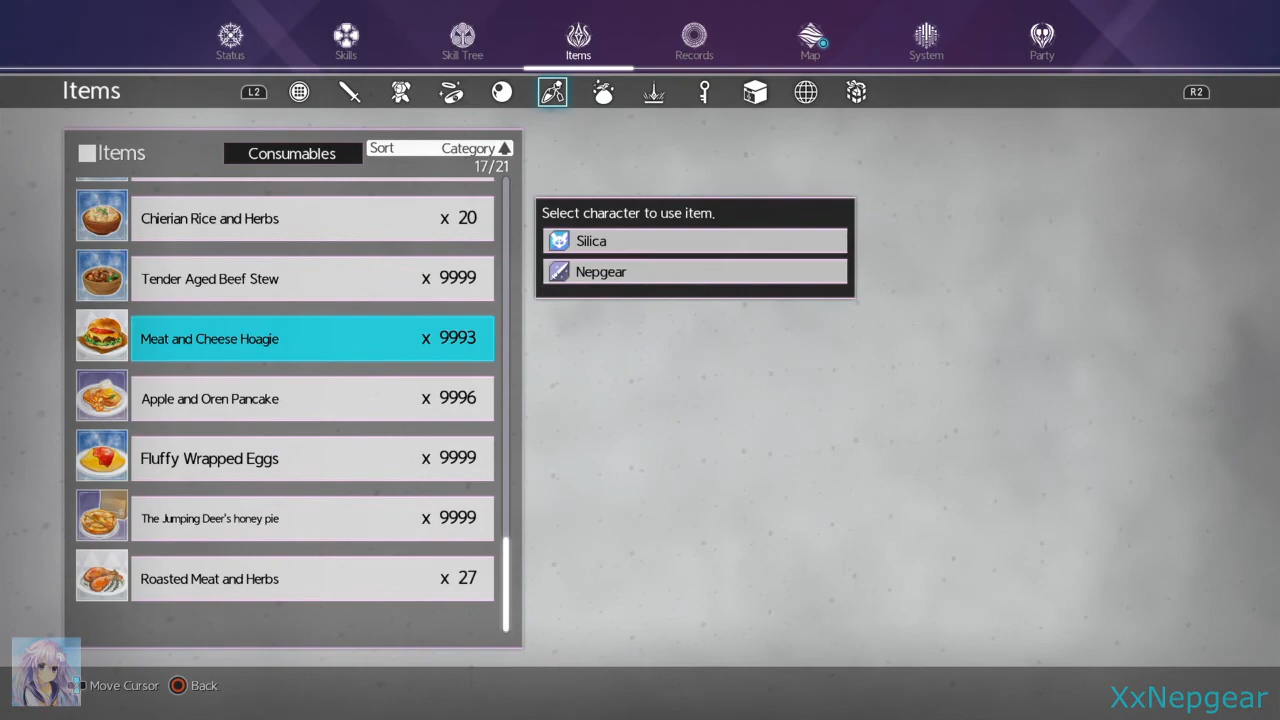 Status Skills Skill Tree Items Records Map System Party
Items L2 R2
Items Consumables Sort Category
17/21
Chierian Rice and Herbs x 20
Tender Aged Beef Stew x 9999
Meat and Cheese Hoagie x 9993
Apple and Oren Pancake x 9996
Fluffy Wrapped Eggs x 9999
The Jumping Deer's honey pie x 9999
Roasted Meat and Herbs x 27
Select character to use item.
Silica
Nepgear
Move Cursor Back
XxNepgear